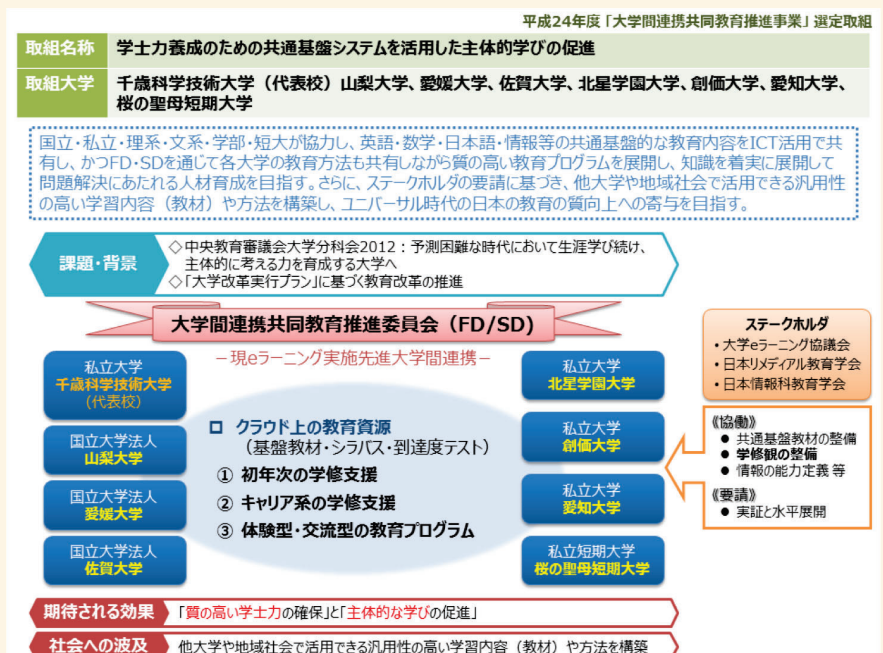 平成24年度「大学間連携共同教育推進事業」選定取組
取組名称 学士力養成のための共通基盤システムを活用した主体的学びの促進
取組大学 千歳科学技術大学（代表校）山梨大学、愛媛大学、佐賀大学、北星学園大学、創価大学、愛知大学、
桜の聖母短期大学
国立・私立・理系・文系・学部・短大が協力し、英語・数学・日本語・情報等の共通基盤的な教育内容をICT活用で共
有し、かつFD・SDを通じて各大学の教育方法も共有しながら質の高い教育プログラムを展開し、知識を着実に展開して
問題解決にあたれる人材育成を目指す。さらに、ステークホルダの要請に基づき、他大学や地域社会で活用できる汎用性
の高い学習内容（教材）や方法を構築し、ユニバーサル時代の日本の教育の質向上への寄与を目指す。
課題・背景
◇中央教育審議会大学分科会2012：予測困難な時代において生涯学び続け、
主体的に考える力を育成する大学へ
◇「大学改革実行プラン」に基づく教育改革の推進
大学間連携共同教育推進委員会（FD/SD）
－現eラーニング実施先進大学間連携－
私立大学
千歳科学技術大学
（代表校）
国立大学法人
山梨大学
国立大学法人
愛媛大学
国立大学法人
佐賀大学
クラウド上の教育資源
（基盤教材・シラバス・到達度テスト）
① 初年次の学修支援
② キャリア系の学修支援
③ 体験型・交流型の教育プログラム
私立大学
北星学園大学
私立大学
創価大学
私立大学
愛知大学
私立短期大学
桜の聖母短期大学
ステークホルダ
・大学eラーニング協議会
・日本リメディアル教育学会
・日本情報科教育学会
《協働》
● 共通基盤教材の整備
● 学修観の整備
● 情報の能力定義 等
《要請》
● 実証と水平展開
期待される効果 「質の高い学士力の確保」と「主体的な学びの促進」
社会への波及 他大学や地域社会で活用できる汎用性の高い学習内容（教材）や方法を構築